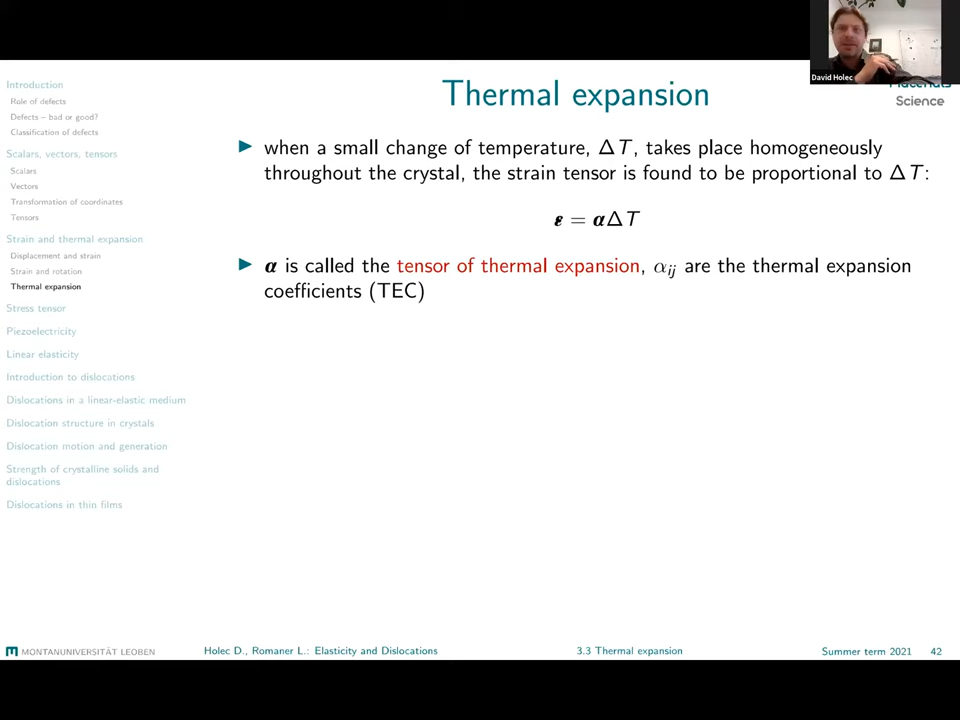 David Holec
Materials
Science
Introduction
Role of defects
Defects – bad or good?
Classification of defects
Scalars, vectors, tensors
Scalars
Vectors
Transformation of coordinates
Tensors
Strain and thermal expansion
Displacement and strain
Strain and rotation
Thermal expansion
Stress tensor
Piezoelectricity
Linear elasticity
Introduction to dislocations
Dislocations in a linear-elastic medium
Dislocation structure in crystals
Dislocation motion and generation
Strength of crystalline solids and
dislocations
Dislocations in thin films
Thermal expansion
▶ when a small change of temperature, ΔT, takes place homogeneously
throughout the crystal, the strain tensor is found to be proportional to ΔT:
ε = αΔT
▶ α is called the tensor of thermal expansion, αij are the thermal expansion
coefficients (TEC)
MONTANUNIVERSITÄT LEOBEN
Holec D., Romaner L.: Elasticity and Dislocations
3.3 Thermal expansion
Summer term 2021 42